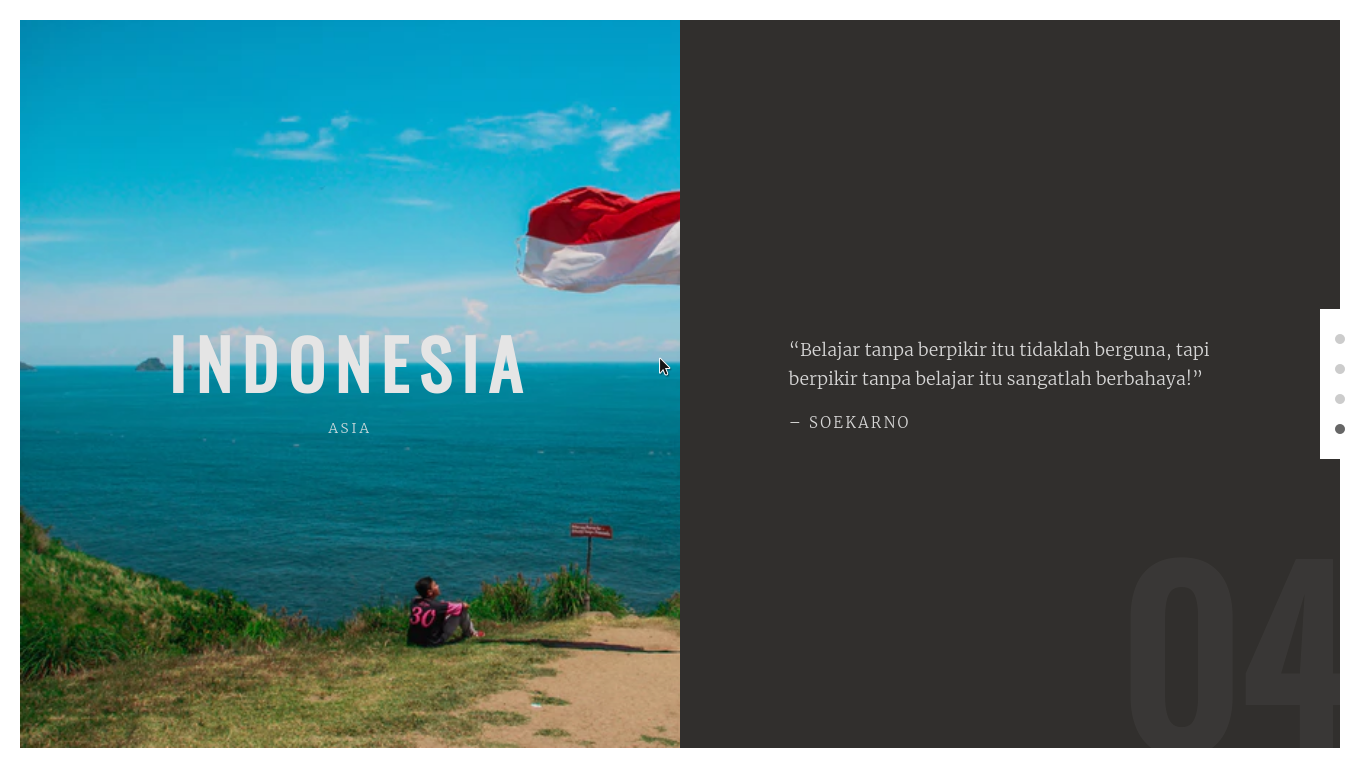 INDONESIA
ASIA
30
“Belajar tanpa berpikir itu tidaklah berguna, tapi
berpikir tanpa belajar itu sangatlah berbahaya!”
– SOEKARNO
04